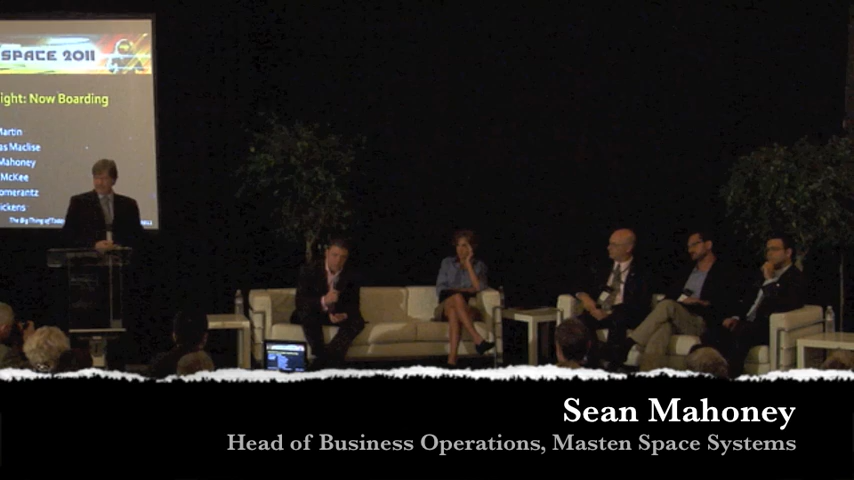 SPACE 2011
ight: Now Boarding
Martin
as Maclise
Mahoney
McKee
omerantz
ickens
Sean Mahoney
Head of Business Operations, Masten Space Systems